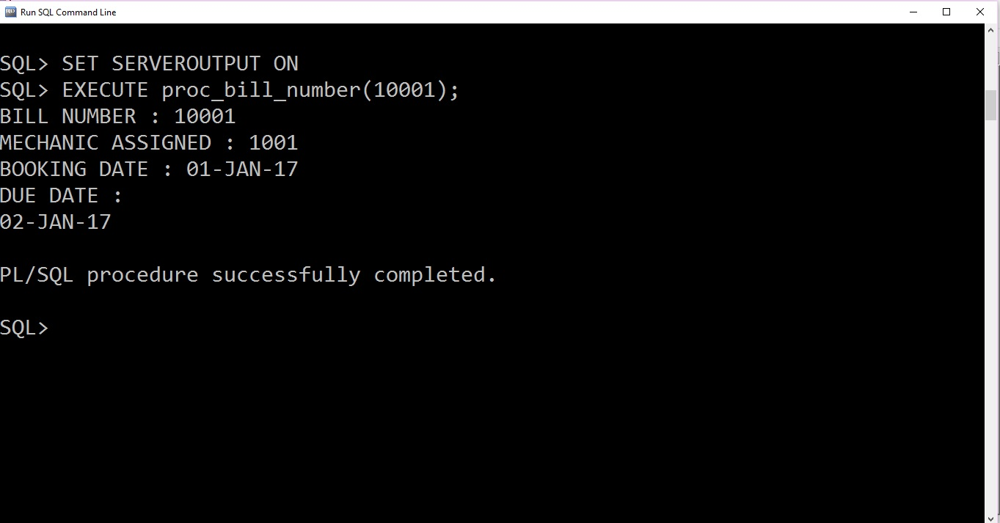 Run SQL Command Line
SQL> SET SERVEROUTPUT ON
SQL> EXECUTE proc_bill_number(10001);
BILL NUMBER : 10001
MECHANIC ASSIGNED : 1001
BOOKING DATE : 01-JAN-17
DUE DATE :
02-JAN-17
PL/SQL procedure successfully completed.
SQL>